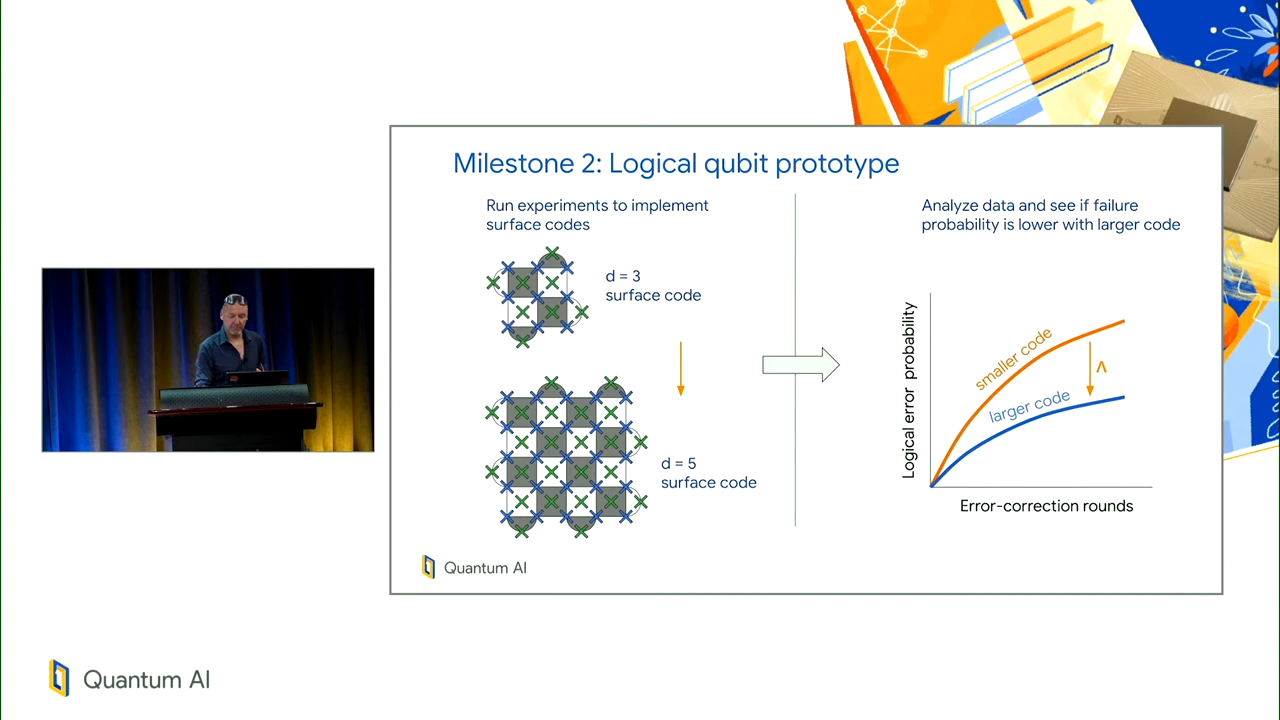 Milestone 2: Logical qubit prototype
Run experiments to implement
surface codes
d = 3
surface code
d = 5
surface code
Analyze data and see if failure
probability is lower with larger code
Logical error probability
smaller code
Λ
larger code
Error-correction rounds
Quantum AI
Quantum AI